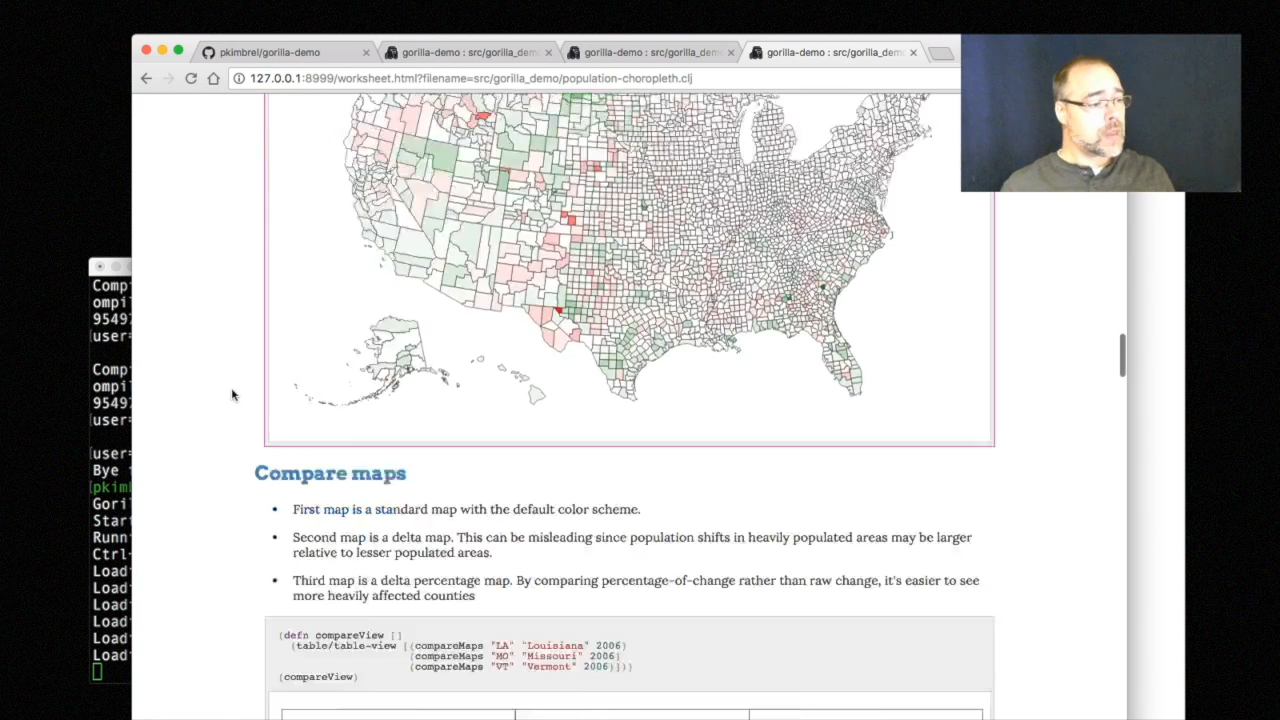 pkimbrel/gorilla-demo
gorilla-demo : src/gorilla_dem
gorilla-demo : src/gorilla_dem
gorilla-demo : src/gorilla_dem
127.0.0.1:8999/worksheet.html?filename=src/gorilla_demo/population-choropleth.clj
Comp
ompi
9549
user=
Comp
ompi
9549
user
user=
Bye
pkim
Gori
Star
Runn
Ctrl
Load
Load
Load
Load
Load
Load
Compare maps
• First map is a standard map with the default color scheme.
• Second map is a delta map. This can be misleading since population shifts in heavily populated areas may be larger
relative to lesser populated areas.
• Third map is a delta percentage map. By comparing percentage-of-change rather than raw change, it's easier to see
more heavily affected counties
(defn compareView []
(table/table-view [(compareMaps "LA" "Louisiana" 2006)
(compareMaps "MO" "Missouri" 2006)
(compareMaps "VT" "Vermont" 2006)]))
(compareView)